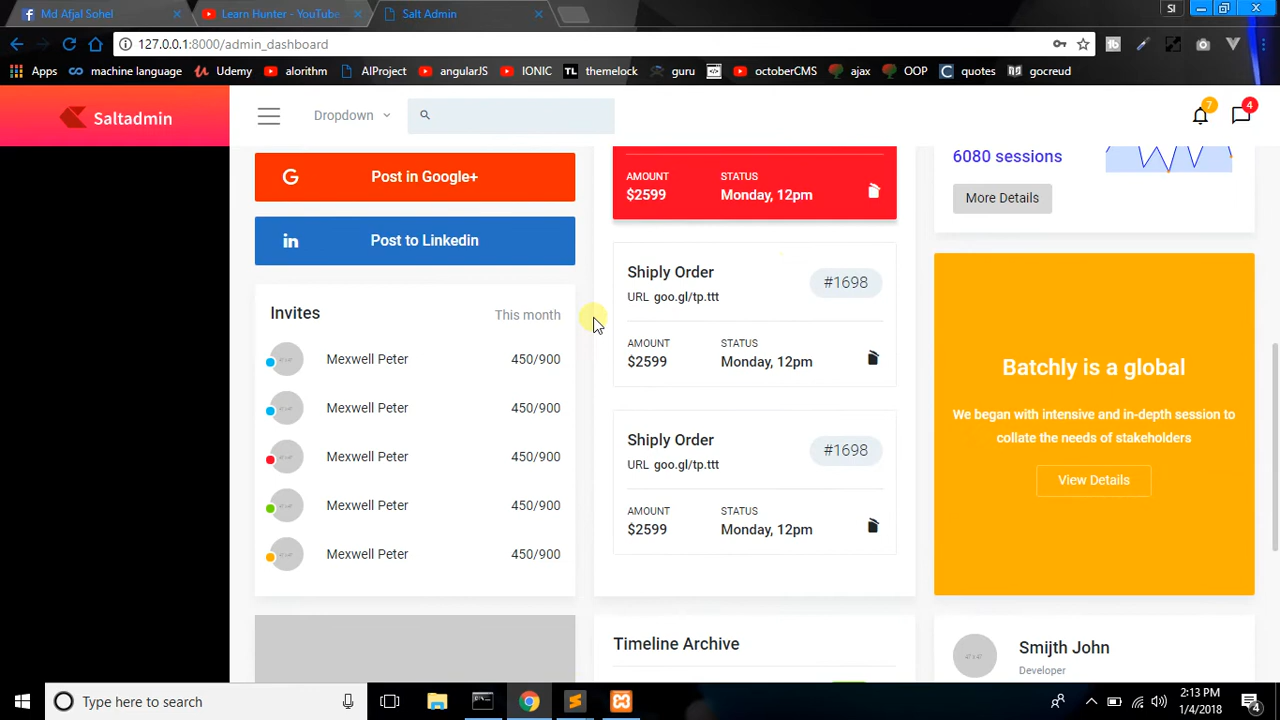 Md Afjal Sohel
Learn Hunter - YouTube
Salt Admin
SI
127.0.0.1:8000/admin_dashboard
Apps machine language Udemy alorithm AIProject angularJS IONIC TL themelock guru octoberCMS ajax OOP quotes gocreud
Saltadmin
Dropdown
7
4
Post in Google+
Post to Linkedin
Invites This month
Mexwell Peter 450/900
Mexwell Peter 450/900
Mexwell Peter 450/900
Mexwell Peter 450/900
Mexwell Peter 450/900
AMOUNT STATUS
$2599 Monday, 12pm
Shiply Order #1698
URL goo.gl/tp.ttt
AMOUNT STATUS
$2599 Monday, 12pm
Shiply Order #1698
URL goo.gl/tp.ttt
AMOUNT STATUS
$2599 Monday, 12pm
Timeline Archive
6080 sessions
More Details
Batchly is a global
We began with intensive and in-depth session to
collate the needs of stakeholders
View Details
Smijth John
Developer
Type here to search
2:13 PM
1/4/2018
4